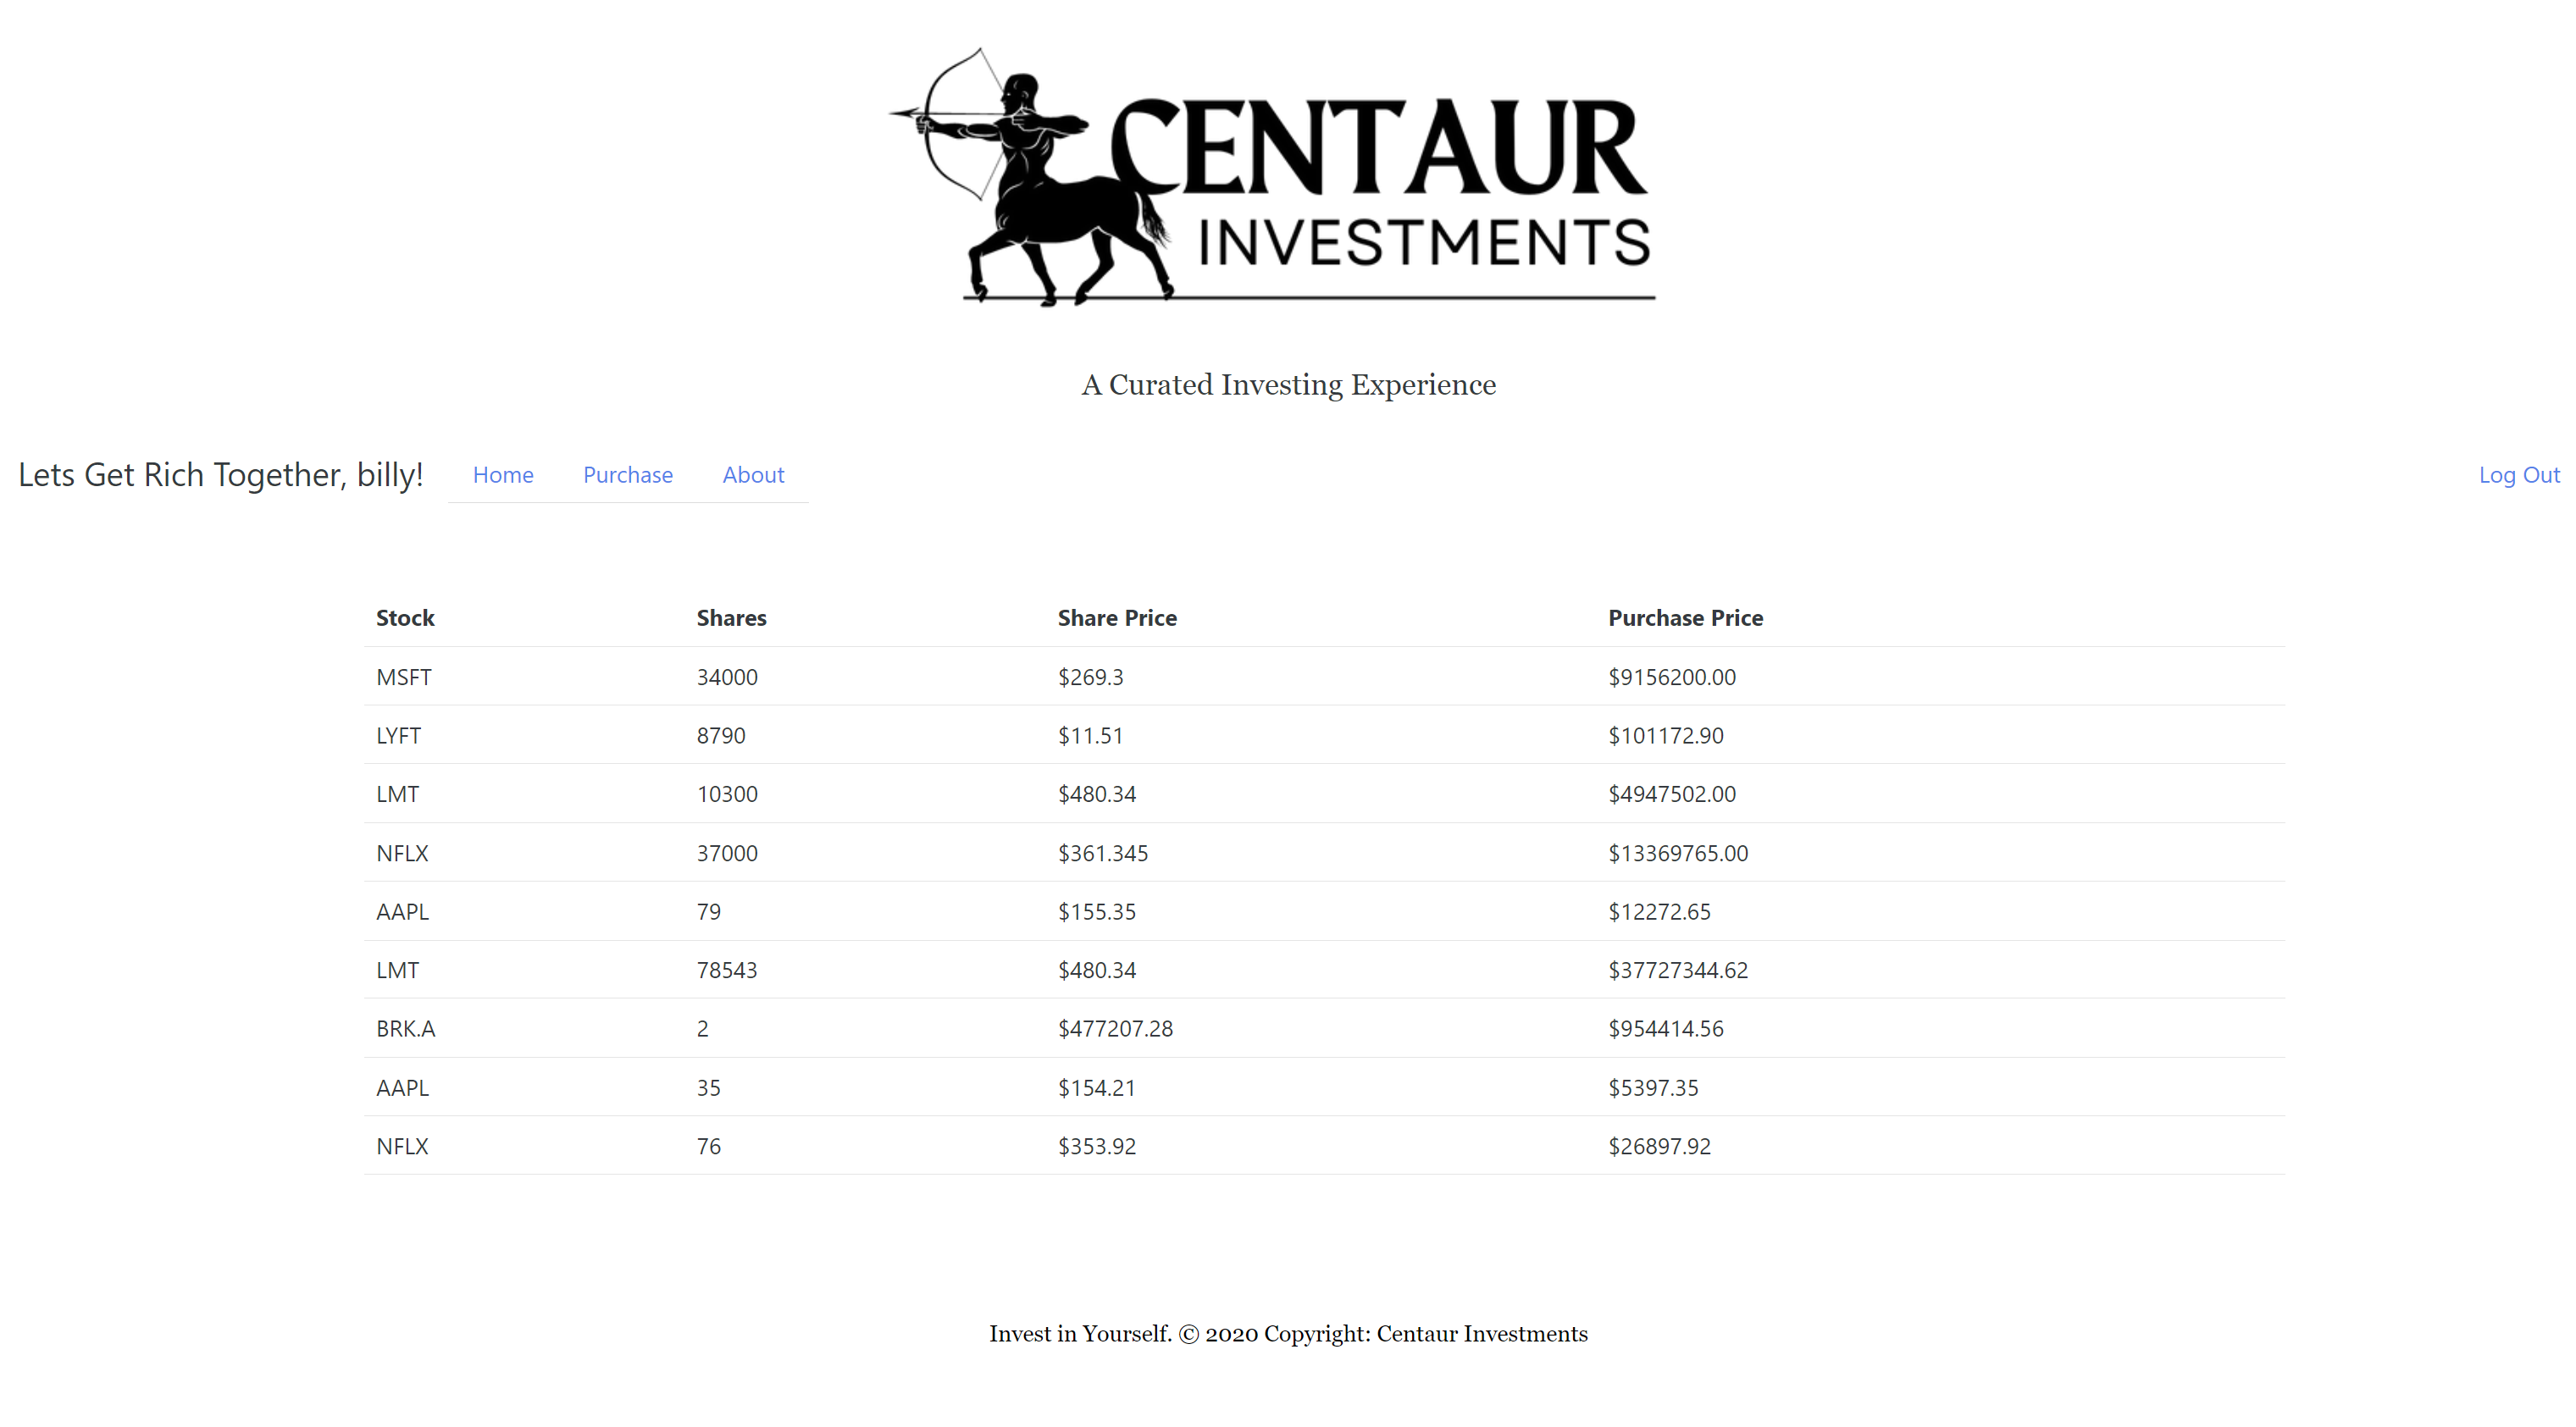 CENTAUR
INVESTMENTS
A Curated Investing Experience
Lets Get Rich Together, billy! Home Purchase About Log Out
Stock Shares Share Price Purchase Price
MSFT 34000 $269.3 $9156200.00
LYFT 8790 $11.51 $101172.90
LMT 10300 $480.34 $4947502.00
NFLX 37000 $361.345 $13369765.00
AAPL 79 $155.35 $12272.65
LMT 78543 $480.34 $37727344.62
BRK.A 2 $477207.28 $954414.56
AAPL 35 $154.21 $5397.35
NFLX 76 $353.92 $26897.92
Invest in Yourself. © 2020 Copyright: Centaur Investments